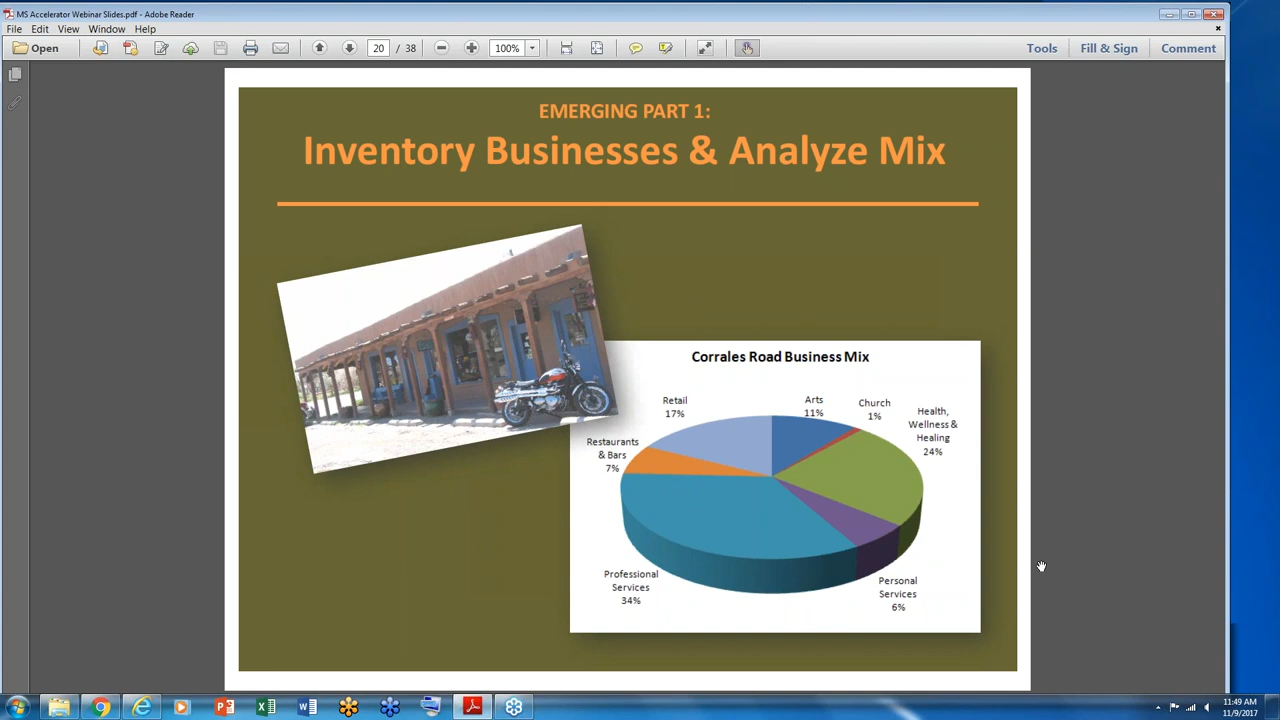 MS Accelerator Webinar Slides.pdf - Adobe Reader
File Edit View Window Help
Open 20 / 38 100% Tools Fill & Sign Comment
EMERGING PART 1:
Inventory Businesses & Analyze Mix
Corrales Road Business Mix
Retail
17%
Arts
11%
Church
1%
Health,
Wellness &
Healing
24%
Restaurants
& Bars
7%
Professional
Services
34%
Personal
Services
6%
11:49 AM
11/9/2017